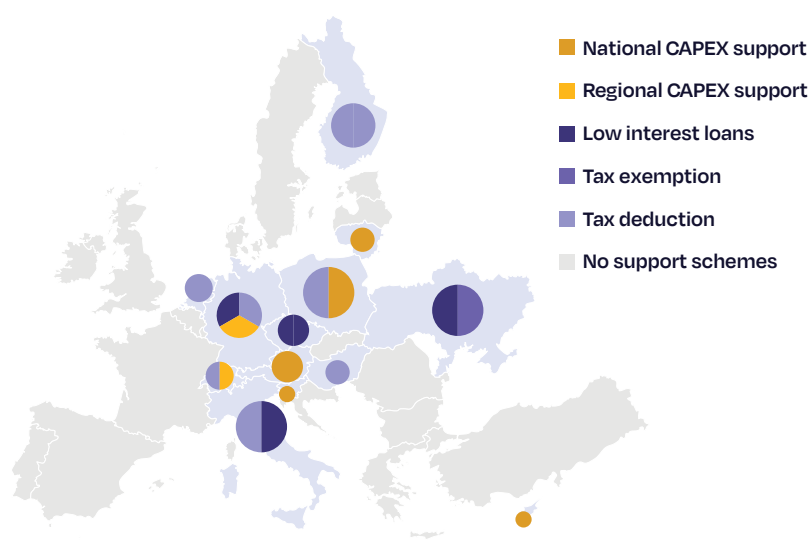 National CAPEX support
Regional CAPEX support
Low interest loans
Tax exemption
Tax deduction
No support schemes